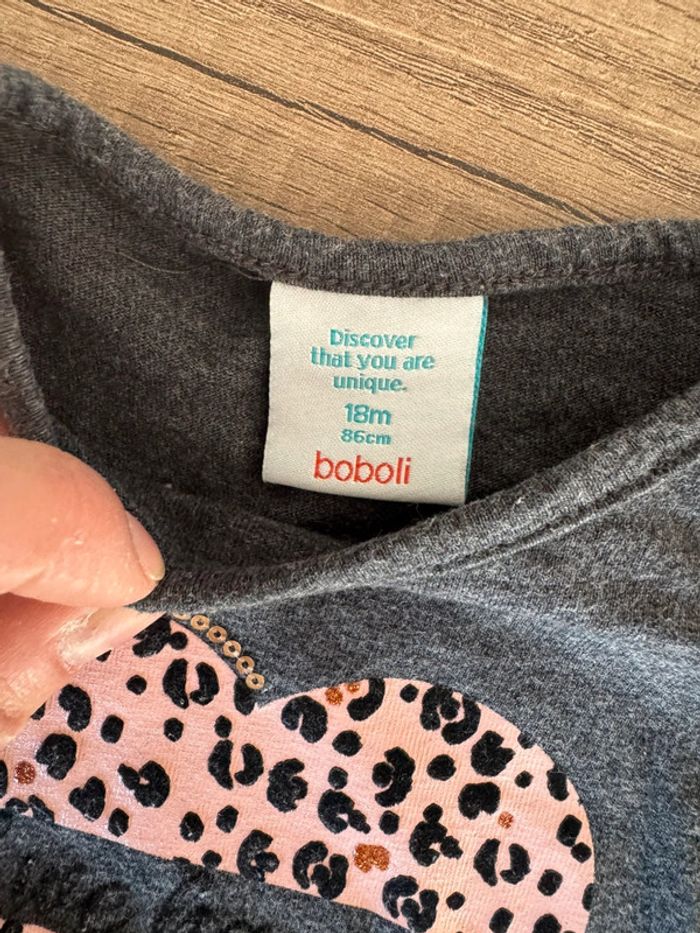 Discover
that you are
unique.
18m
86cm
boboli